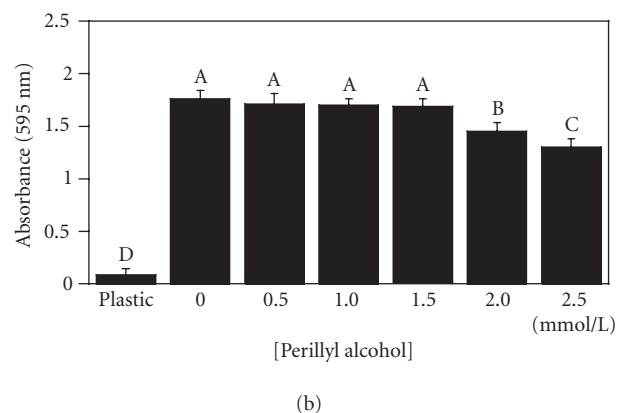 2.5
2
1.5
1
0.5
0
Absorbance (595 nm)
D
A
A
A
A
B
C
Plastic 0 0.5 1.0 1.5 2.0 2.5
(mmol/L)
[Perillyl alcohol]
(b)